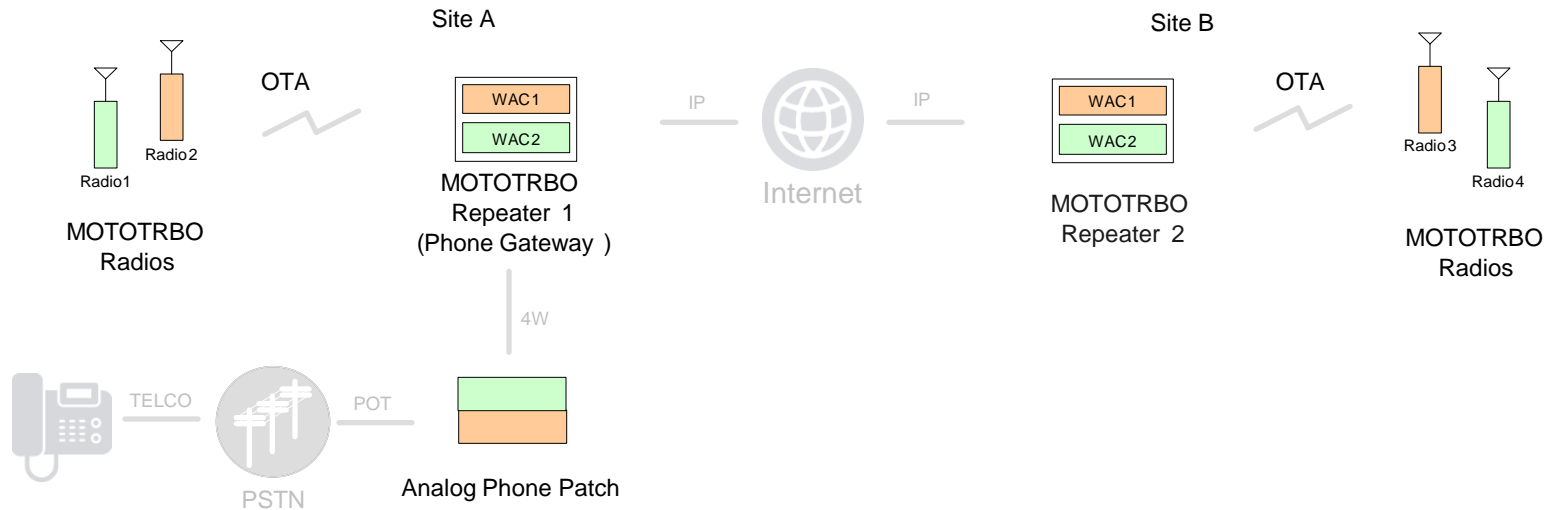 Site A
Site B
OTA
WAC1
WAC2
IP
IP
WAC1
WAC2
OTA
Radio1
Radio2
MOTOTRBO
Radios
MOTOTRBO
Repeater 1
(Phone Gateway )
Internet
MOTOTRBO
Repeater 2
Radio3
Radio4
MOTOTRBO
Radios
4W
TELCO
PSTN
POT
Analog Phone Patch